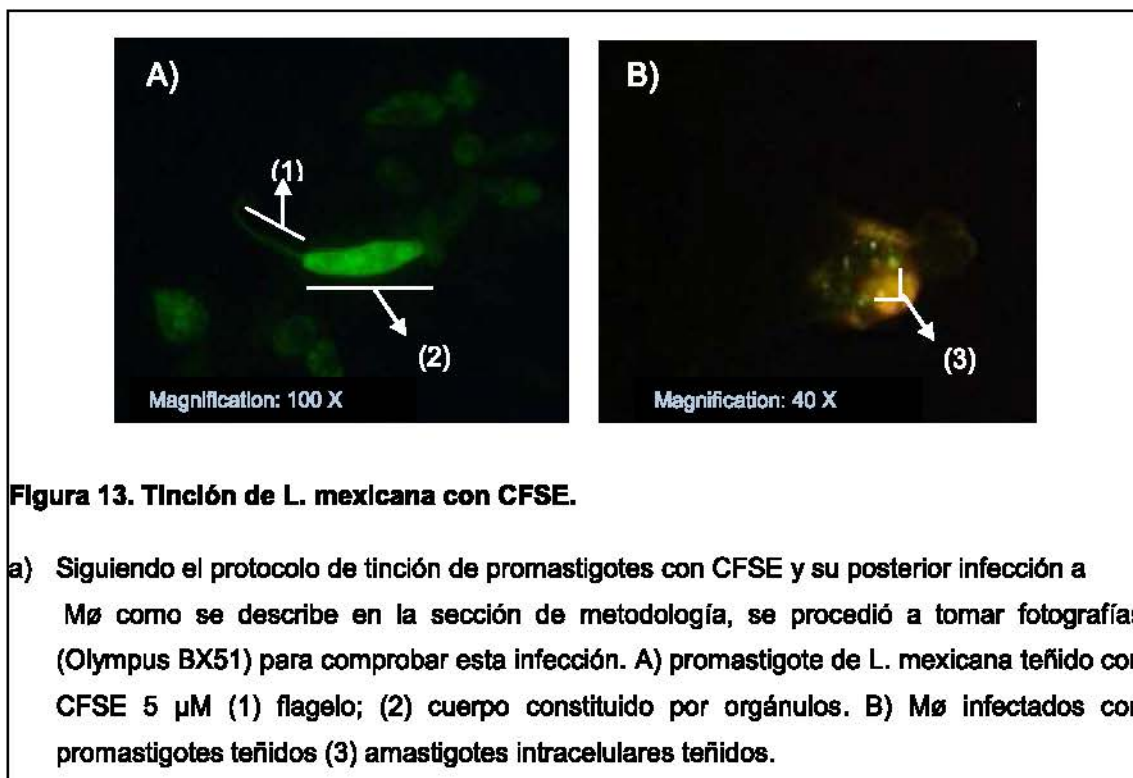 A)
(1)
(2)
Magnification: 100 X
B)
(3)
Magnification: 40 X
Figura 13. Tinción de L. mexicana con CFSE.
a) Siguiendo el protocolo de tinción de promastigotes con CFSE y su posterior infección a
Mø como se describe en la sección de metodología, se procedió a tomar fotografías
(Olympus BX51) para comprobar esta infección. A) promastigote de L. mexicana teñido con
CFSE 5 µM (1) flagelo; (2) cuerpo constituido por orgánulos. B) Mø infectados con
promastigotes teñidos (3) amastigotes intracelulares teñidos.